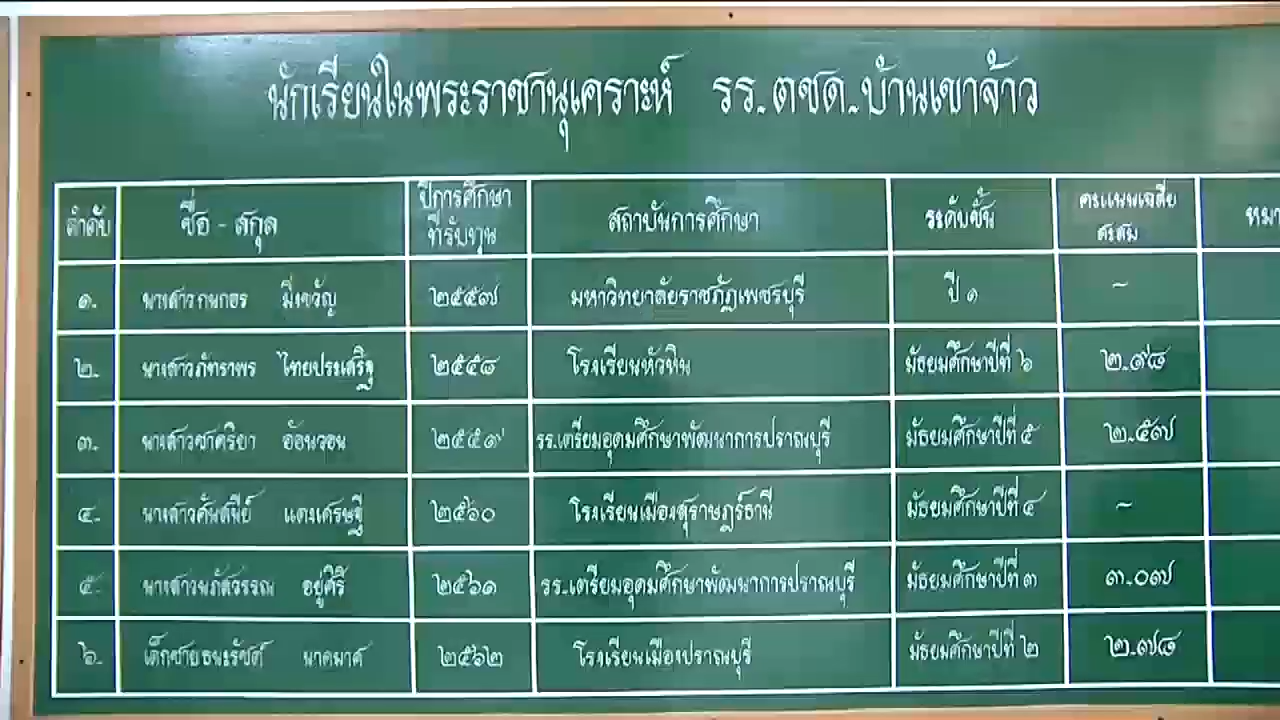 นักเรียนในพระราชานุเคราะห์ รร.ตชด.บ้านเขาจ้าว
ลำดับ ชื่อ - สกุล ปีการศึกษา ที่รับทุน สถาบันการศึกษา ระดับชั้น คะแนนเฉลี่ย สะสม หมา
๑. นางสาวกนกอร มิ่งขวัญ ๒๕๕๗ มหาวิทยาลัยราชภัฏเพชรบุรี ปี ๑ ~
๒. นางสาวภัทราพร ไทยประเสริฐ ๒๕๕๘ โรงเรียนหัวหิน มัธยมศึกษาปีที่ ๖ ๒.๙๘
๓. นางสาวชาคริยา อ้อนวอน ๒๕๕๙ รร.เตรียมอุดมศึกษาพัฒนาการปราณบุรี มัธยมศึกษาปีที่ ๕ ๒.๕๗
๔. นางสาวศันสนีย์ แตงเศรษฐี ๒๕๖๐ โรงเรียนเมืองสุราษฎร์ธานี มัธยมศึกษาปีที่ ๔ ~
๕. นางสาวนภัสวรรณ อยู่ศิริ ๒๕๖๑ รร.เตรียมอุดมศึกษาพัฒนาการปราณบุรี มัธยมศึกษาปีที่ ๓ ๓.๐๗
๖. เด็กชายธนะรัชต์ นาคมาศ ๒๕๖๒ โรงเรียนเมืองปราณบุรี มัธยมศึกษาปีที่ ๒ ๒.๗๘